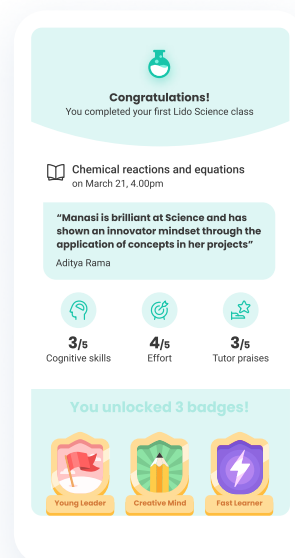 Congratulations!
You completed your first Lido Science class
Chemical reactions and equations
on March 21, 4.00pm
“Manasi is brilliant at Science and has
shown an innovator mindset through the
application of concepts in her projects”
Aditya Rama
3/5 4/5 3/5
Cognitive skills Effort Tutor praises
You unlocked 3 badges!
Young Leader Creative Mind Fast Learner